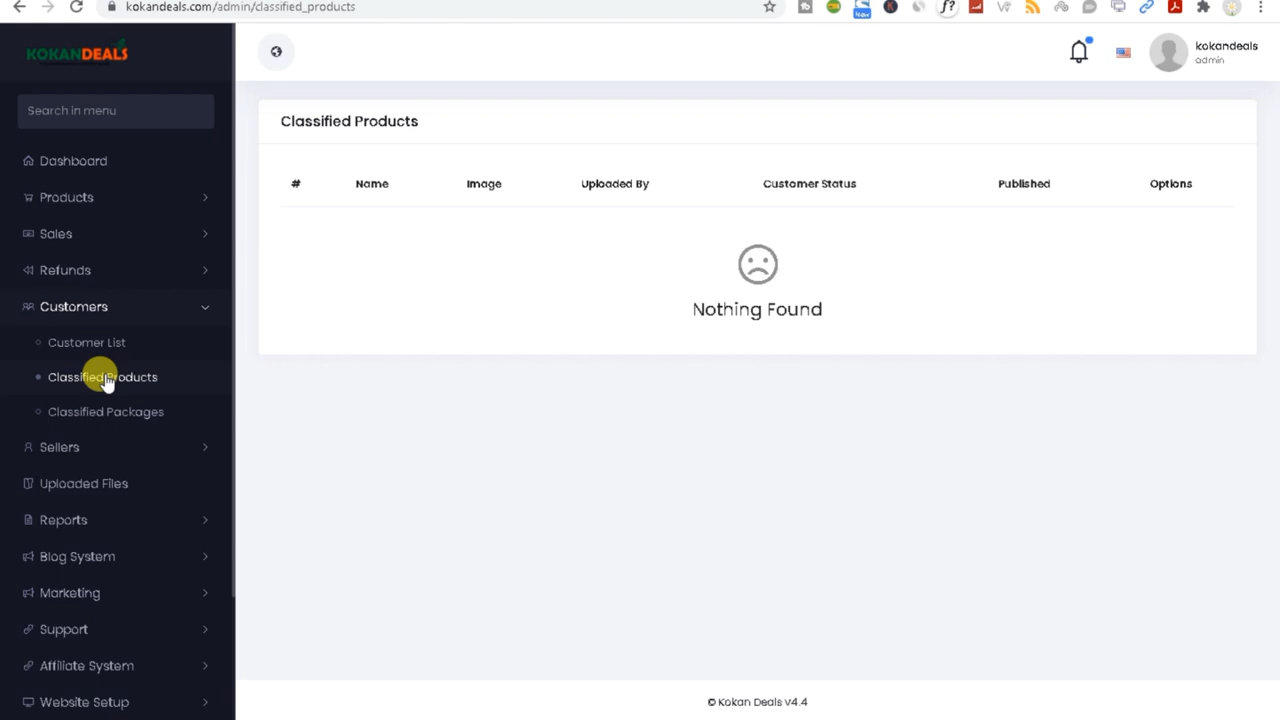 kokandeals.com/admin/classified_products
KOKANDEALS
kokandeals
admin
Search in menu
Dashboard
Products
Sales
Refunds
Customers
Customer List
Classified Products
Classified Packages
Sellers
Uploaded Files
Reports
Blog System
Marketing
Support
Affiliate System
Website Setup
Classified Products
# Name Image Uploaded By Customer Status Published Options
Nothing Found
© Kokan Deals v4.4